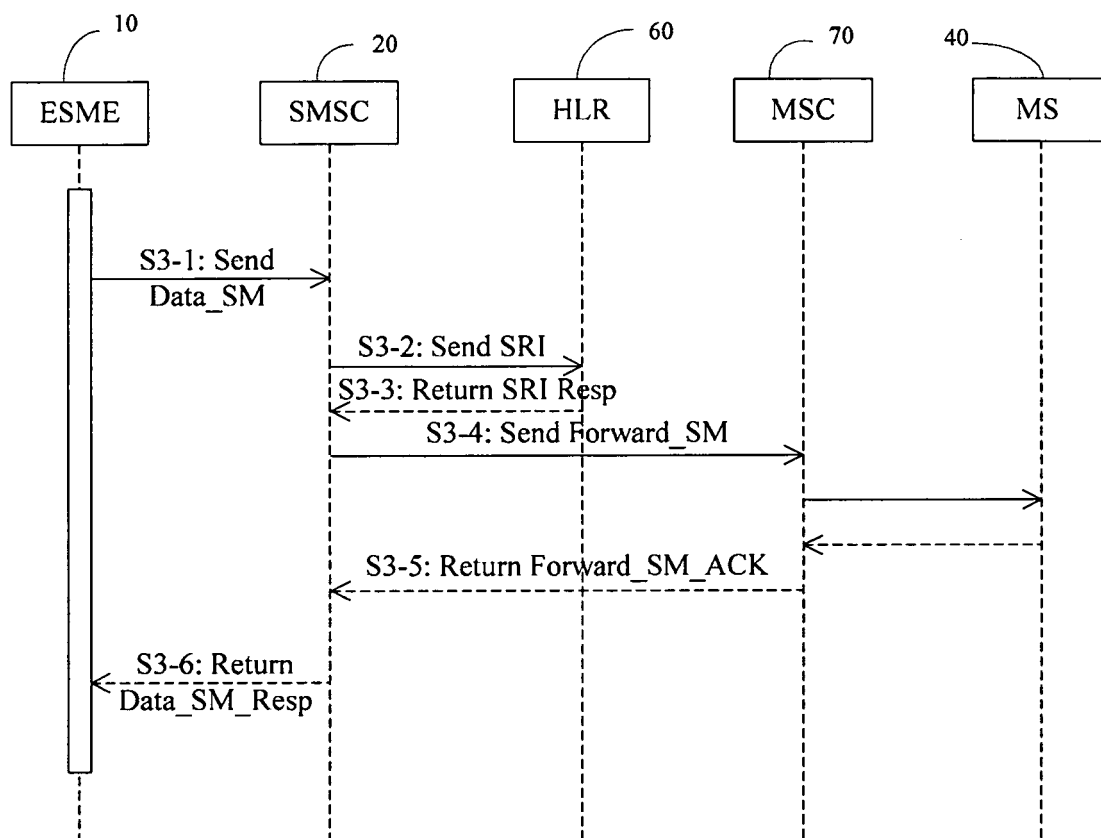 10
20
60
70
40
ESME
SMSC
HLR
MSC
MS
S3-1: Send
Data_SM
S3-2: Send SRI
S3-3: Return SRI Resp
S3-4: Send Forward_SM
S3-5: Return Forward_SM_ACK
S3-6: Return
Data_SM_Resp